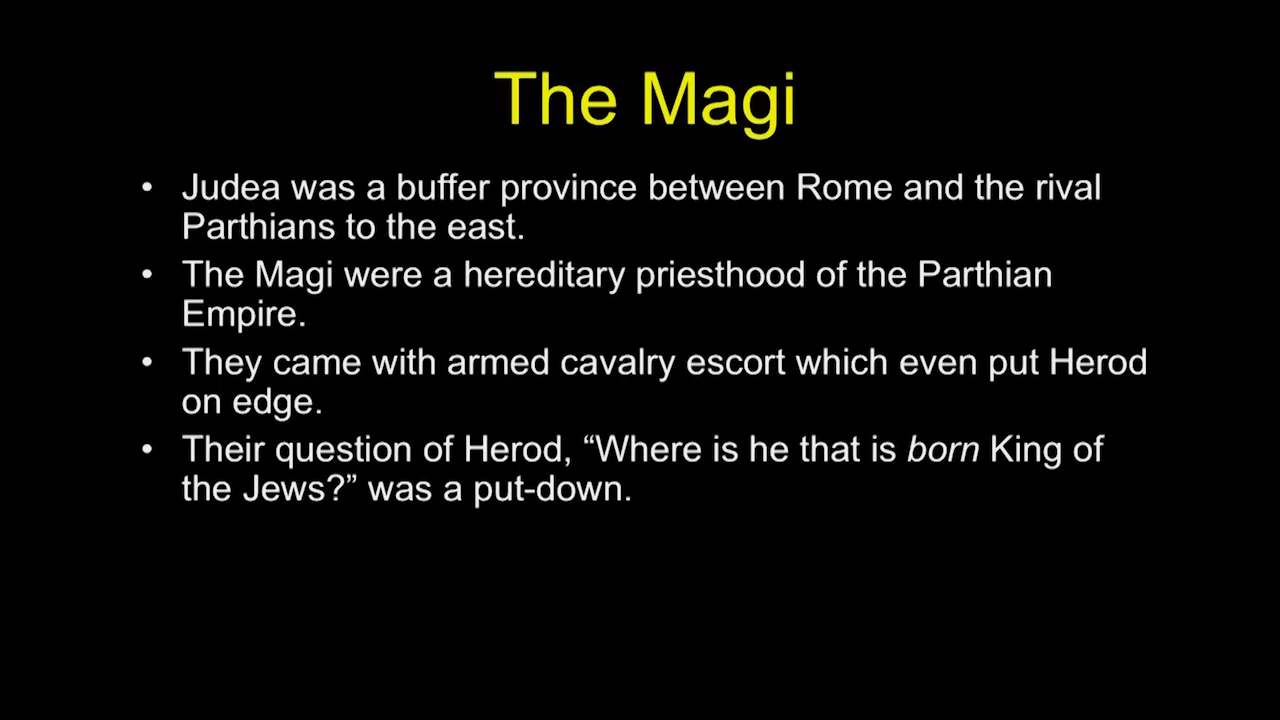 The Magi
• Judea was a buffer province between Rome and the rival
Parthians to the east.
• The Magi were a hereditary priesthood of the Parthian
Empire.
• They came with armed cavalry escort which even put Herod
on edge.
• Their question of Herod, “Where is he that is born King of
the Jews?” was a put-down.